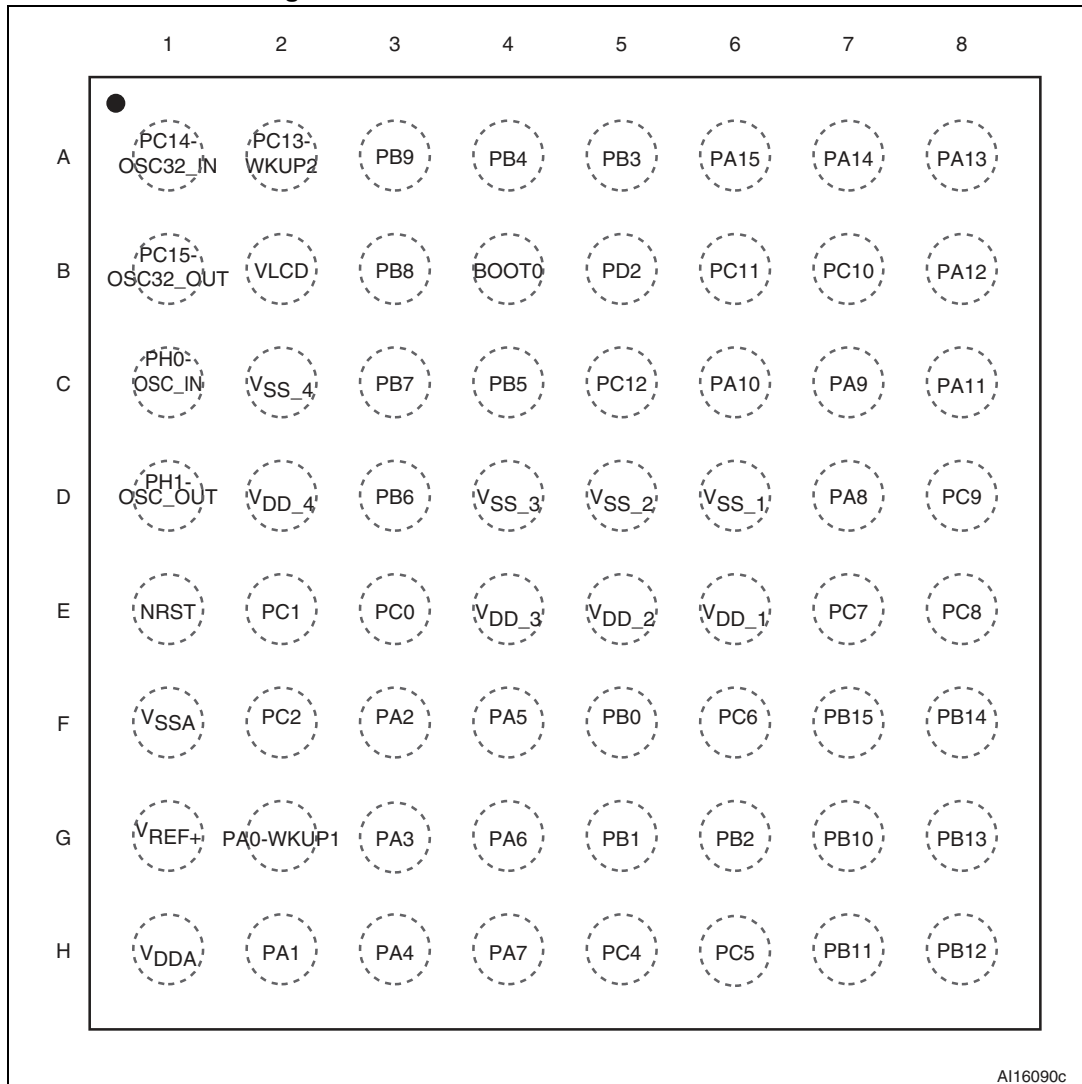 1 2 3 4 5 6 7 8
A PC14-OSC32_IN PC13-WKUP2 PB9 PB4 PB3 PA15 PA14 PA13
B PC15-OSC32_OUT VLCD PB8 BOOT0 PD2 PC11 PC10 PA12
C PH0-OSC_IN VSS_4 PB7 PB5 PC12 PA10 PA9 PA11
D PH1-OSC_OUT VDD_4 PB6 VSS_3 VSS_2 VSS_1 PA8 PC9
E NRST PC1 PC0 VDD_3 VDD_2 VDD_1 PC7 PC8
F VSSA PC2 PA2 PA5 PB0 PC6 PB15 PB14
G VREF+ PA0-WKUP1 PA3 PA6 PB1 PB2 PB10 PB13
H VDDA PA1 PA4 PA7 PC4 PC5 PB11 PB12
AI16090c